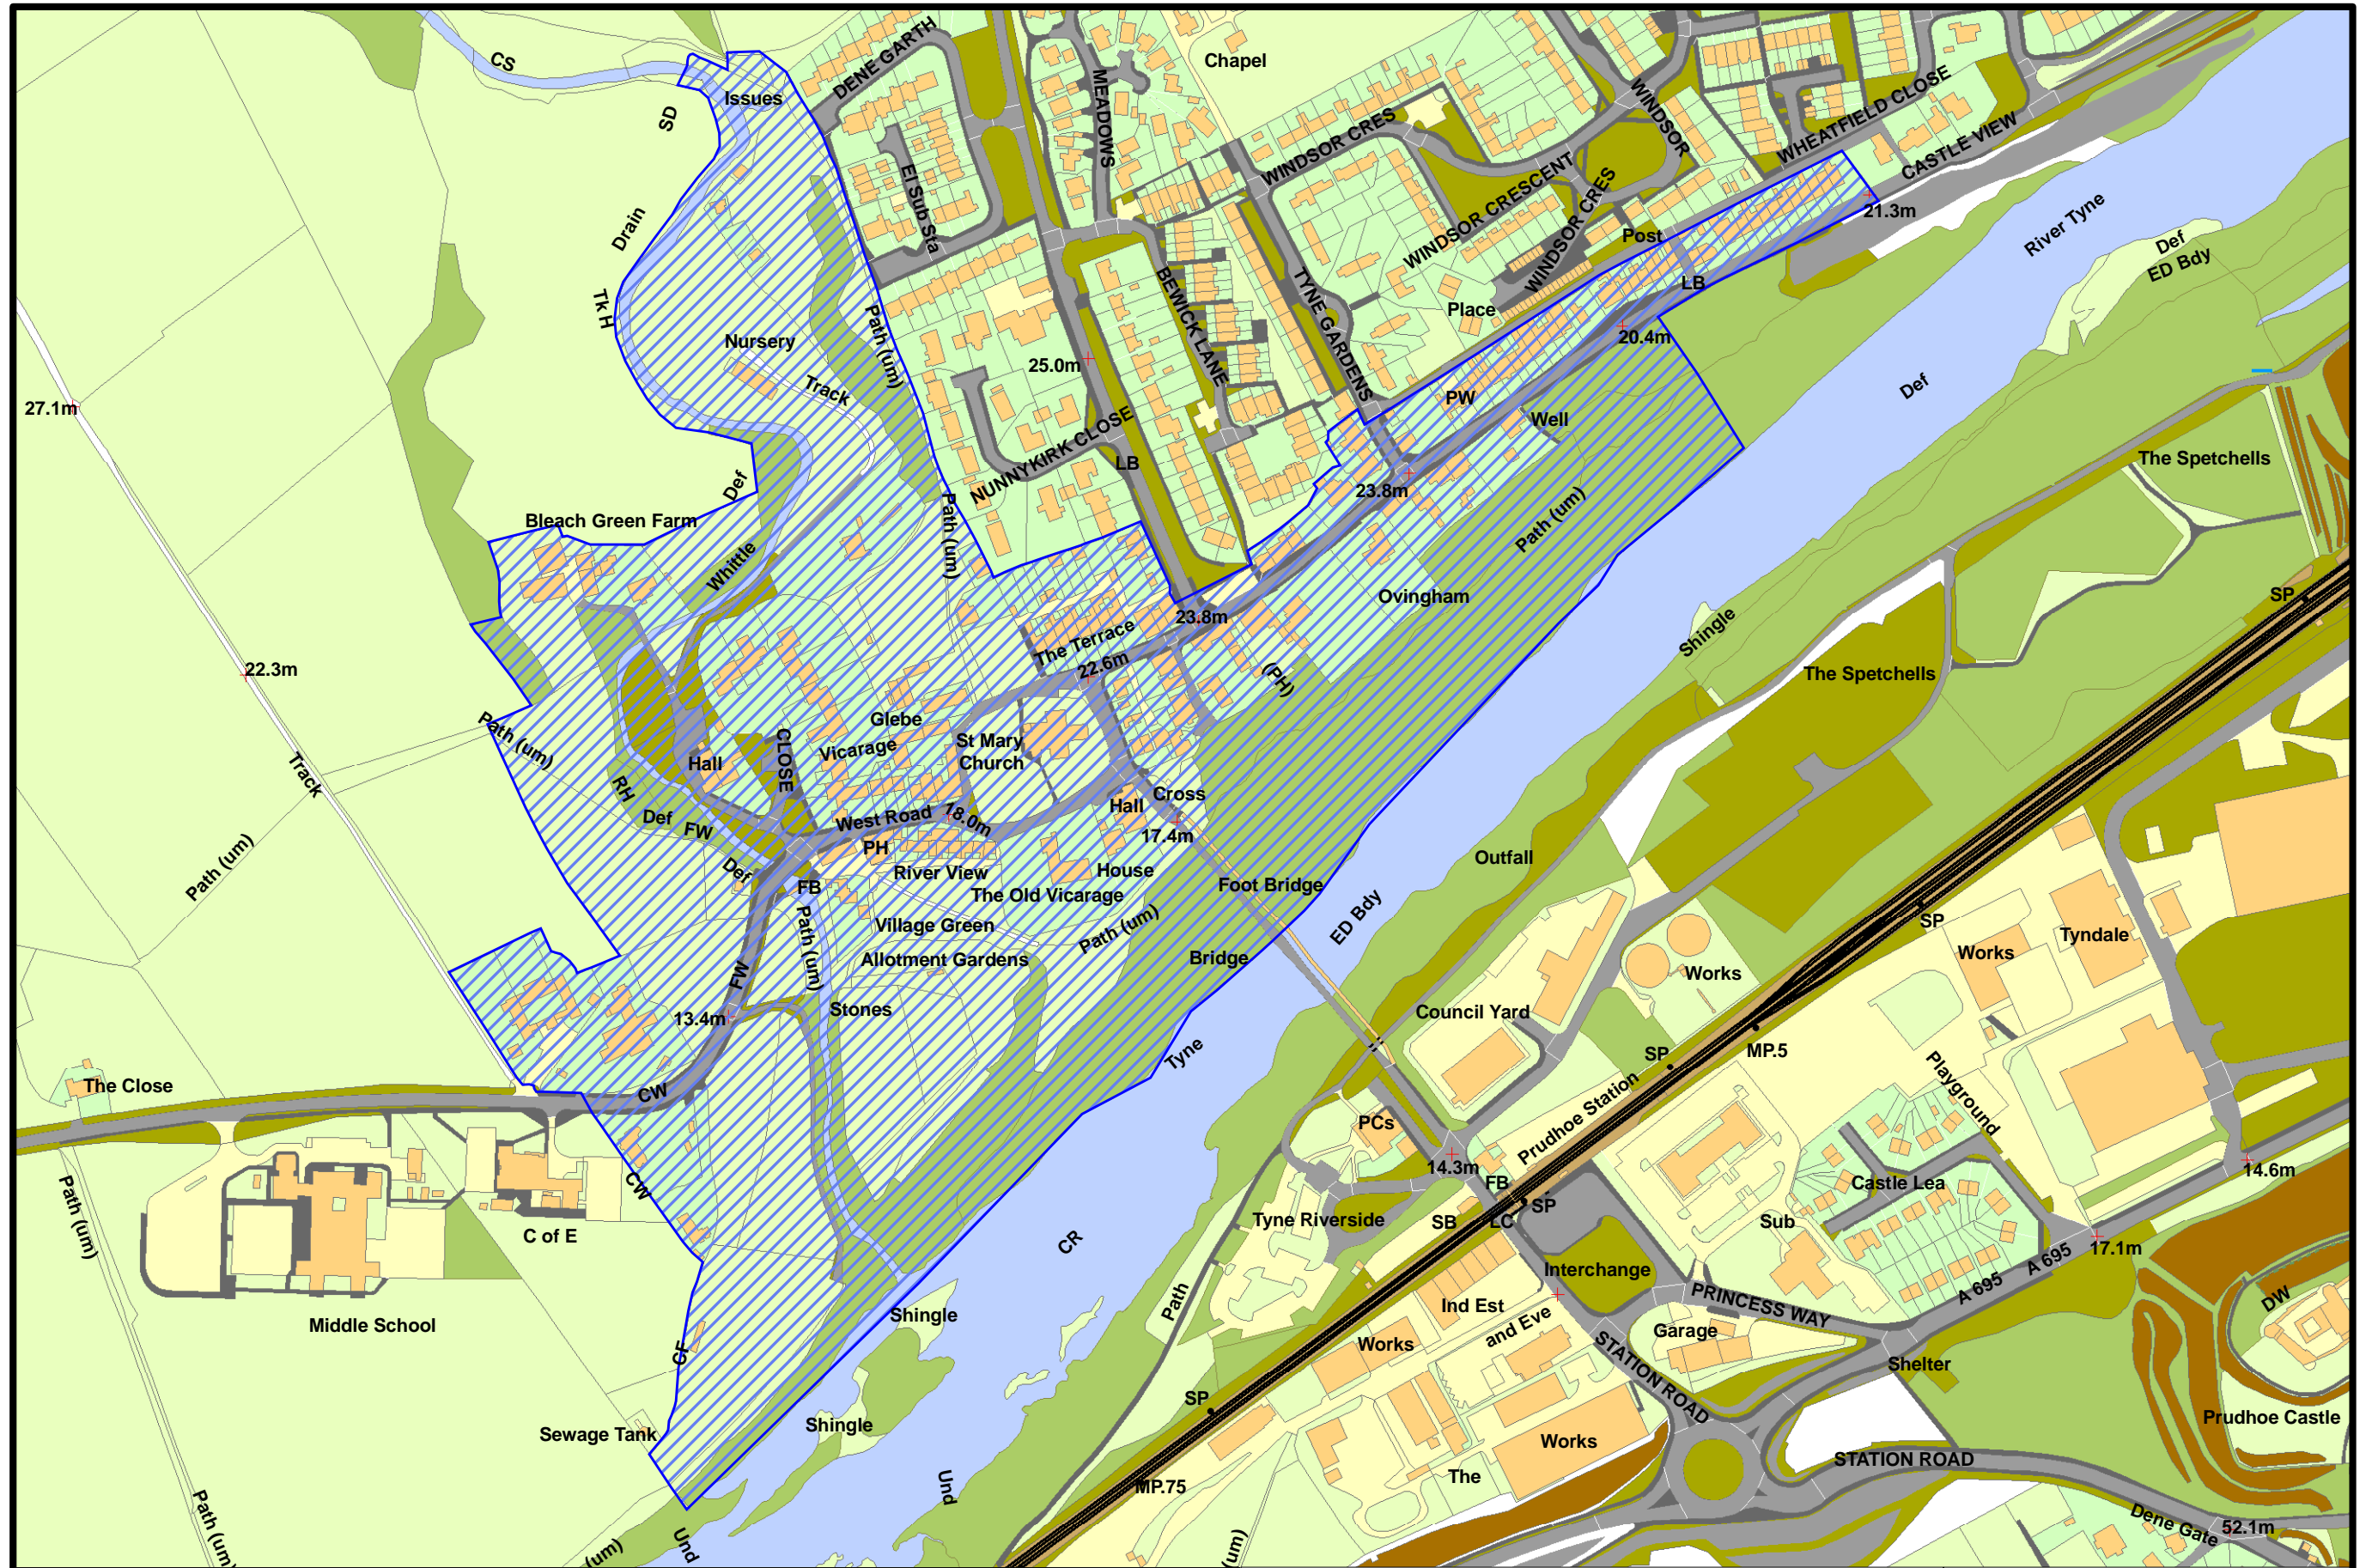 CS
DENE GARTH
Chapel
Issues
SD
MEADOWS
WINDSOR CRES
WINDSOR
WHEATFIELD CLOSE
CASTLE VIEW
El Sub Sta
WINDSOR CRESCENT
WINDSOR CRES
21.3m
Drain
Post
River Tyne
Def
ED Bdy
LB
Tk H
Path (um)
BEWICK LANE
TYNE GARDENS
Place
20.4m
Nursery
Track
25.0m
Def
27.1m
PW
Well
NUNNYKIRK CLOSE
LB
The Spetchells
Def
23.8m
Path (um)
Path (um)
Bleach Green Farm
Whittle
Ovingham
SP
23.8m
The Terrace
Shingle
22.6m
22.3m
(PH)
The Spetchells
Glebe
Path (um)
CLOSE
Vicarage
St Mary
Church
Track
Hall
RH
Hall
Cross
Def
FW
West Road
18.0m
17.4m
PH
Path (um)
Def
FB
River View
House
Outfall
The Old Vicarage
Foot Bridge
Path (um)
Village Green
Path (um)
ED Bdy
SP
Tyndale
Works
Allotment Gardens
Bridge
FW
Works
Stones
13.4m
Council Yard
MP.5
Tyne
SP
Playground
The Close
CW
Prudhoe Station
PCs
14.3m
14.6m
CW
FB
Castle Lea
Path (um)
SP
Tyne Riverside
SB
LC
Sub
C of E
CR
17.1m
A 695
Interchange
A 695
Path
PRINCESS WAY
DW
Shingle
Ind Est
and Eve
Middle School
Garage
GF
Works
STATION ROAD
Shelter
SP
Shingle
Prudhoe Castle
Sewage Tank
Works
STATION ROAD
The
Und
MP.75
Path (um)
Dene Gate
52.1m
Und
(um)
(um)